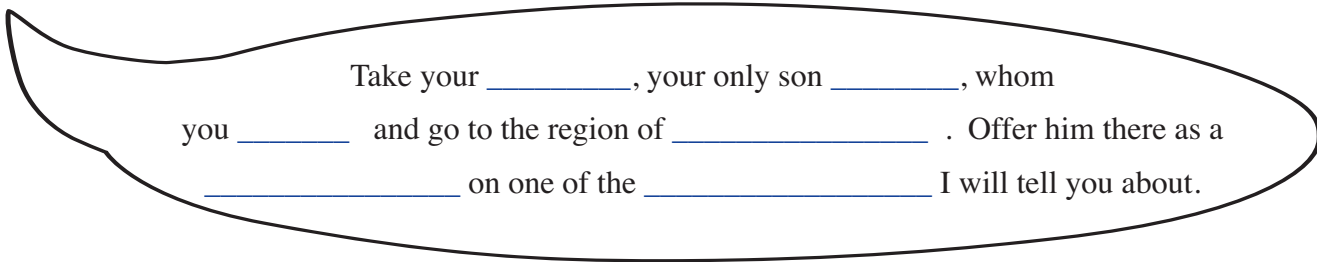 Take your _________, your only son ________, whom
you _______ and go to the region of ________________ . Offer him there as a
________________ on one of the __________________ I will tell you about.